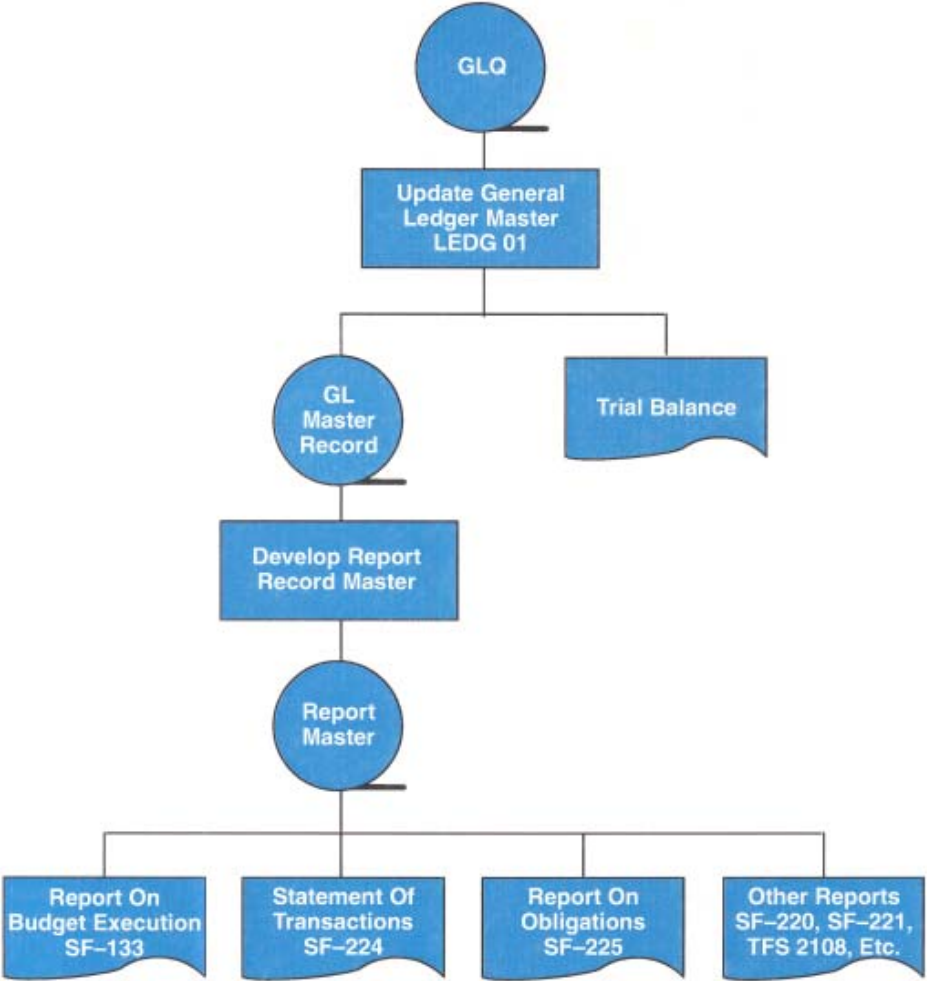 GLQ
Update General
Ledger Master
LEDG 01
GL
Master
Record
Trial Balance
Develop Report
Record Master
Report
Master
Report On
Budget Execution
SF–133
Statement Of
Transactions
SF–224
Report On
Obligations
SF–225
Other Reports
SF–220, SF–221,
TFS 2108, Etc.